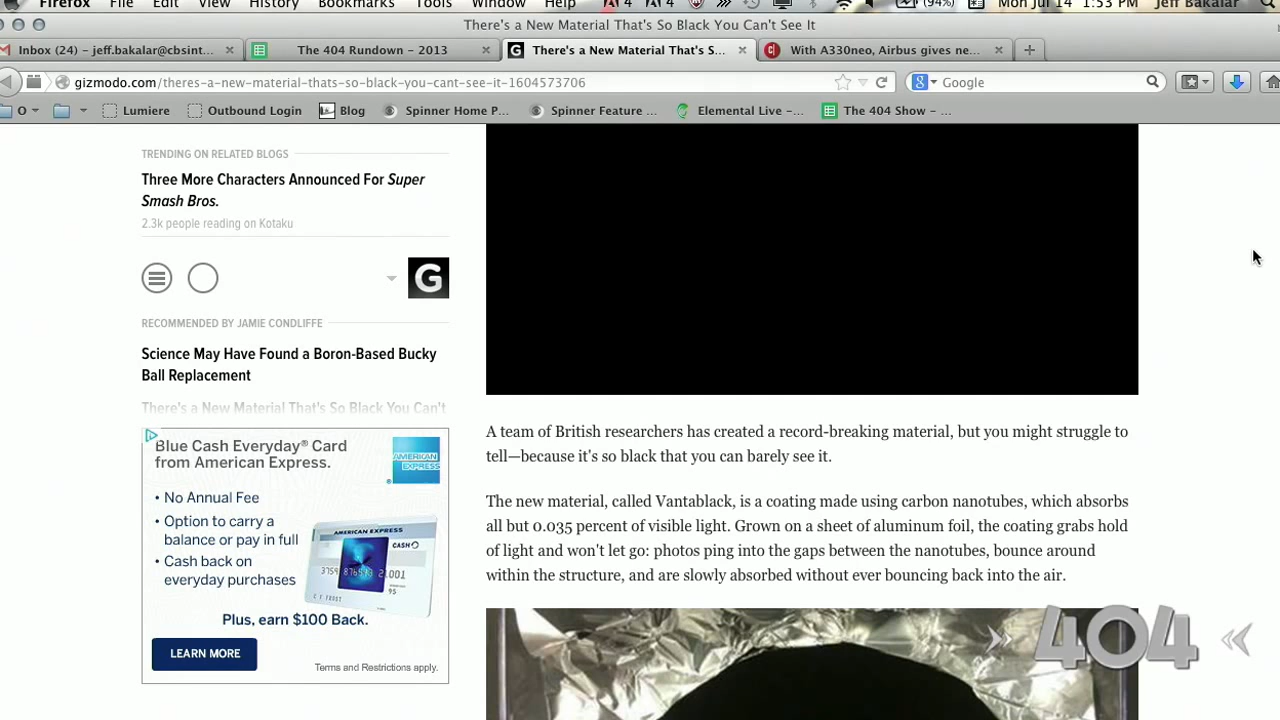 Firefox File Edit View History Bookmarks Tools Window Help 4 4 (94%) Mon Jul 14 1:53 PM Jeff Bakalar
There's a New Material That's So Black You Can't See It
Inbox (24) - jeff.bakalar@cbsint...
The 404 Rundown - 2013
There's a New Material That's S...
With A330neo, Airbus gives ne...
gizmodo.com/theres-a-new-material-thats-so-black-you-cant-see-it-1604573706
Google
O
Lumiere
Outbound Login
Blog
Spinner Home P...
Spinner Feature ...
Elemental Live -...
The 404 Show - ...
TRENDING ON RELATED BLOGS
Three More Characters Announced For Super
Smash Bros.
2.3k people reading on Kotaku
G
RECOMMENDED BY JAMIE CONDLIFFE
Science May Have Found a Boron-Based Bucky
Ball Replacement
There's a New Material That's So Black You Can't
Blue Cash Everyday® Card
from American Express.
AMERICAN
EXPRESS
• No Annual Fee
• Option to carry a
balance or pay in full
• Cash back on
everyday purchases
AMERICAN EXPRESS
CASH
C F FROST
Plus, earn $100 Back.
LEARN MORE
Terms and Restrictions apply.
A team of British researchers has created a record-breaking material, but you might struggle to
tell—because it's so black that you can barely see it.
The new material, called Vantablack, is a coating made using carbon nanotubes, which absorbs
all but 0.035 percent of visible light. Grown on a sheet of aluminum foil, the coating grabs hold
of light and won't let go: photos ping into the gaps between the nanotubes, bounce around
within the structure, and are slowly absorbed without ever bouncing back into the air.
404